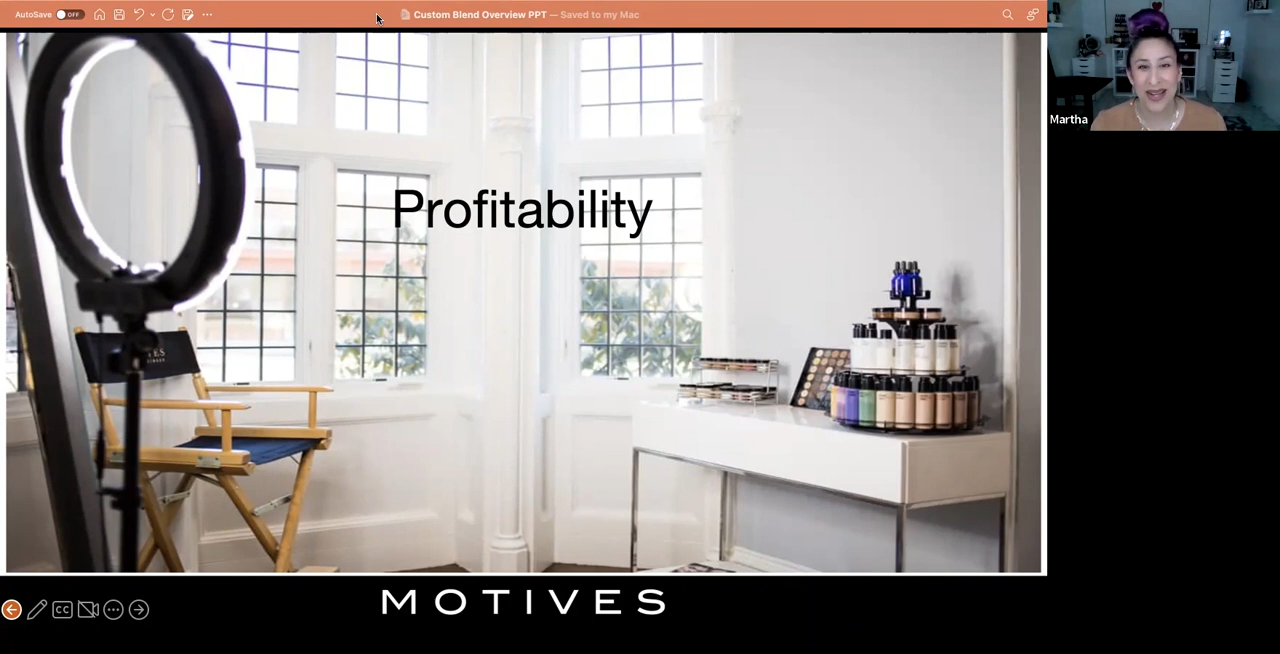 AutoSave OFF
Custom Blend Overview PPT — Saved to my Mac
Martha
Profitability
CC
MOTIVES